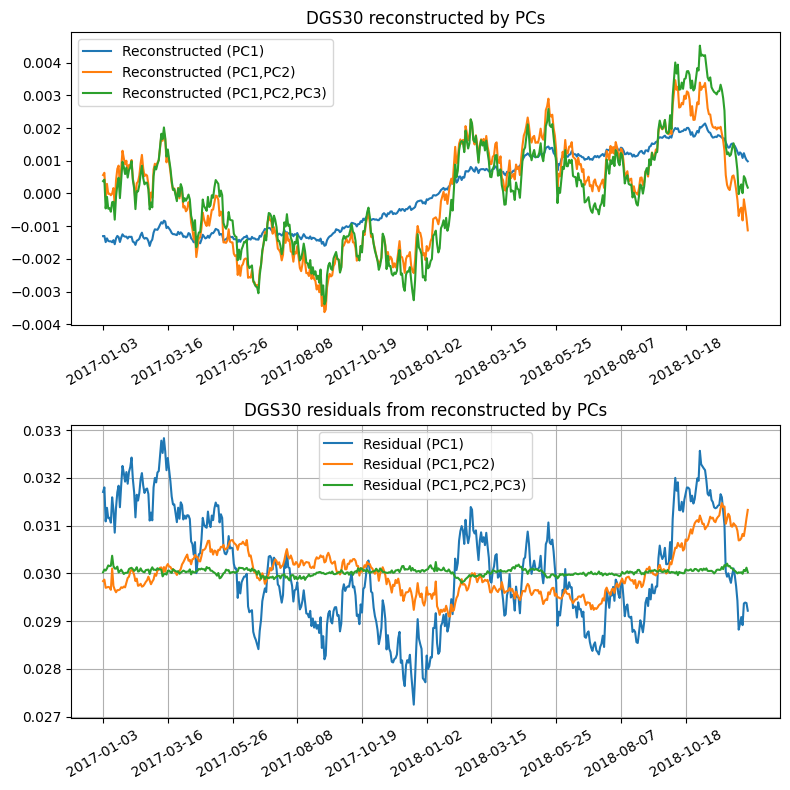 DGS30 reconstructed by PCs
Reconstructed (PC1)
Reconstructed (PC1,PC2)
Reconstructed (PC1,PC2,PC3)
0.004
0.003
0.002
0.001
0.000
−0.001
−0.002
−0.003
−0.004
2017-01-03 2017-03-16 2017-05-26 2017-08-08 2017-10-19 2018-01-02 2018-03-15 2018-05-25 2018-08-07 2018-10-18
DGS30 residuals from reconstructed by PCs
Residual (PC1)
Residual (PC1,PC2)
Residual (PC1,PC2,PC3)
0.033
0.032
0.031
0.030
0.029
0.028
0.027
2017-01-03 2017-03-16 2017-05-26 2017-08-08 2017-10-19 2018-01-02 2018-03-15 2018-05-25 2018-08-07 2018-10-18